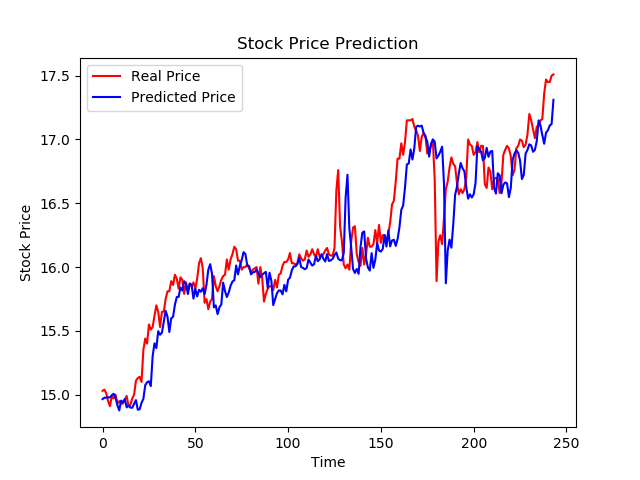 Stock Price Prediction
Real Price
Predicted Price
17.5
17.0
16.5
16.0
15.5
15.0
Stock Price
0 50 100 150 200 250
Time